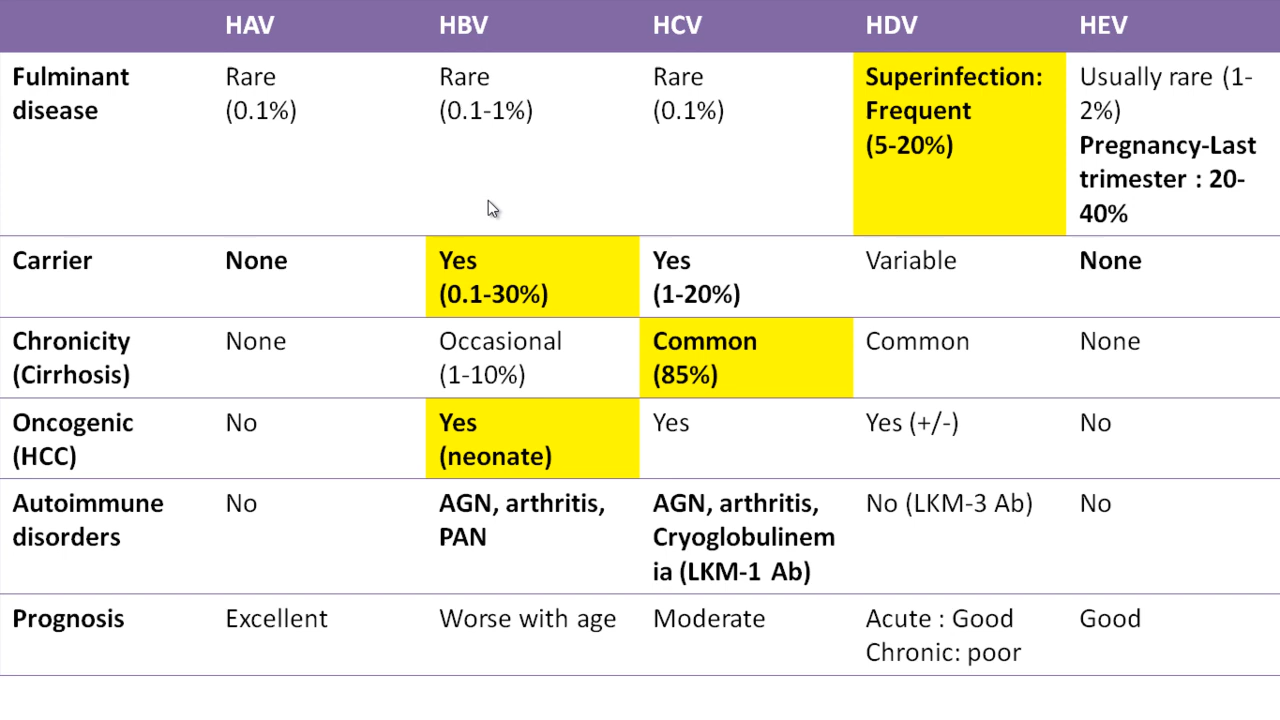 HAV HBV HCV HDV HEV
Fulminant disease
Rare
(0.1%)
Rare
(0.1-1%)
Rare
(0.1%)
Superinfection:
Frequent
(5-20%)
Usually rare (1-
2%)
Pregnancy-Last
trimester : 20-
40%
Carrier
None
Yes
(0.1-30%)
Yes
(1-20%)
Variable
None
Chronicity
(Cirrhosis)
None
Occasional
(1-10%)
Common
(85%)
Common
None
Oncogenic
(HCC)
No
Yes
(neonate)
Yes
Yes (+/-)
No
Autoimmune
disorders
No
AGN, arthritis,
PAN
AGN, arthritis,
Cryoglobulinem
ia (LKM-1 Ab)
No (LKM-3 Ab)
No
Prognosis
Excellent
Worse with age
Moderate
Acute : Good
Chronic: poor
Good